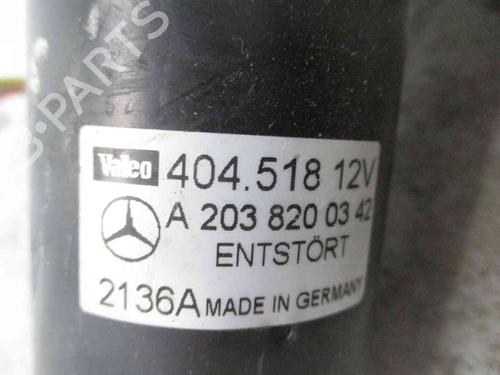 B-PARTS
Valeo 404.518 12V
A 203 820 03 42
ENTSTÖRT
2136A MADE IN GERMANY